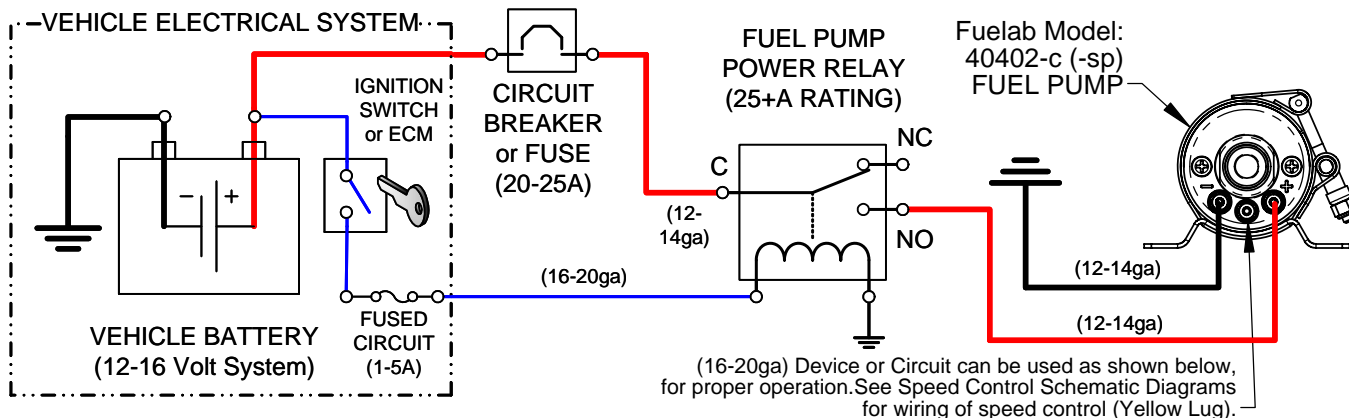 VEHICLE ELECTRICAL SYSTEM
IGNITION
SWITCH
or ECM
- +
VEHICLE BATTERY
(12-16 Volt System)
FUSED
CIRCUIT
(1-5A)
CIRCUIT
BREAKER
or FUSE
(20-25A)
(16-20ga)
FUEL PUMP
POWER RELAY
(25+A RATING)
C
NC
NO
(12-
14ga)
Fuelab Model:
40402-c (-sp)
FUEL PUMP
- +
(12-14ga)
(12-14ga)
(16-20ga) Device or Circuit can be used as shown below,
for proper operation.See Speed Control Schematic Diagrams
for wiring of speed control (Yellow Lug).